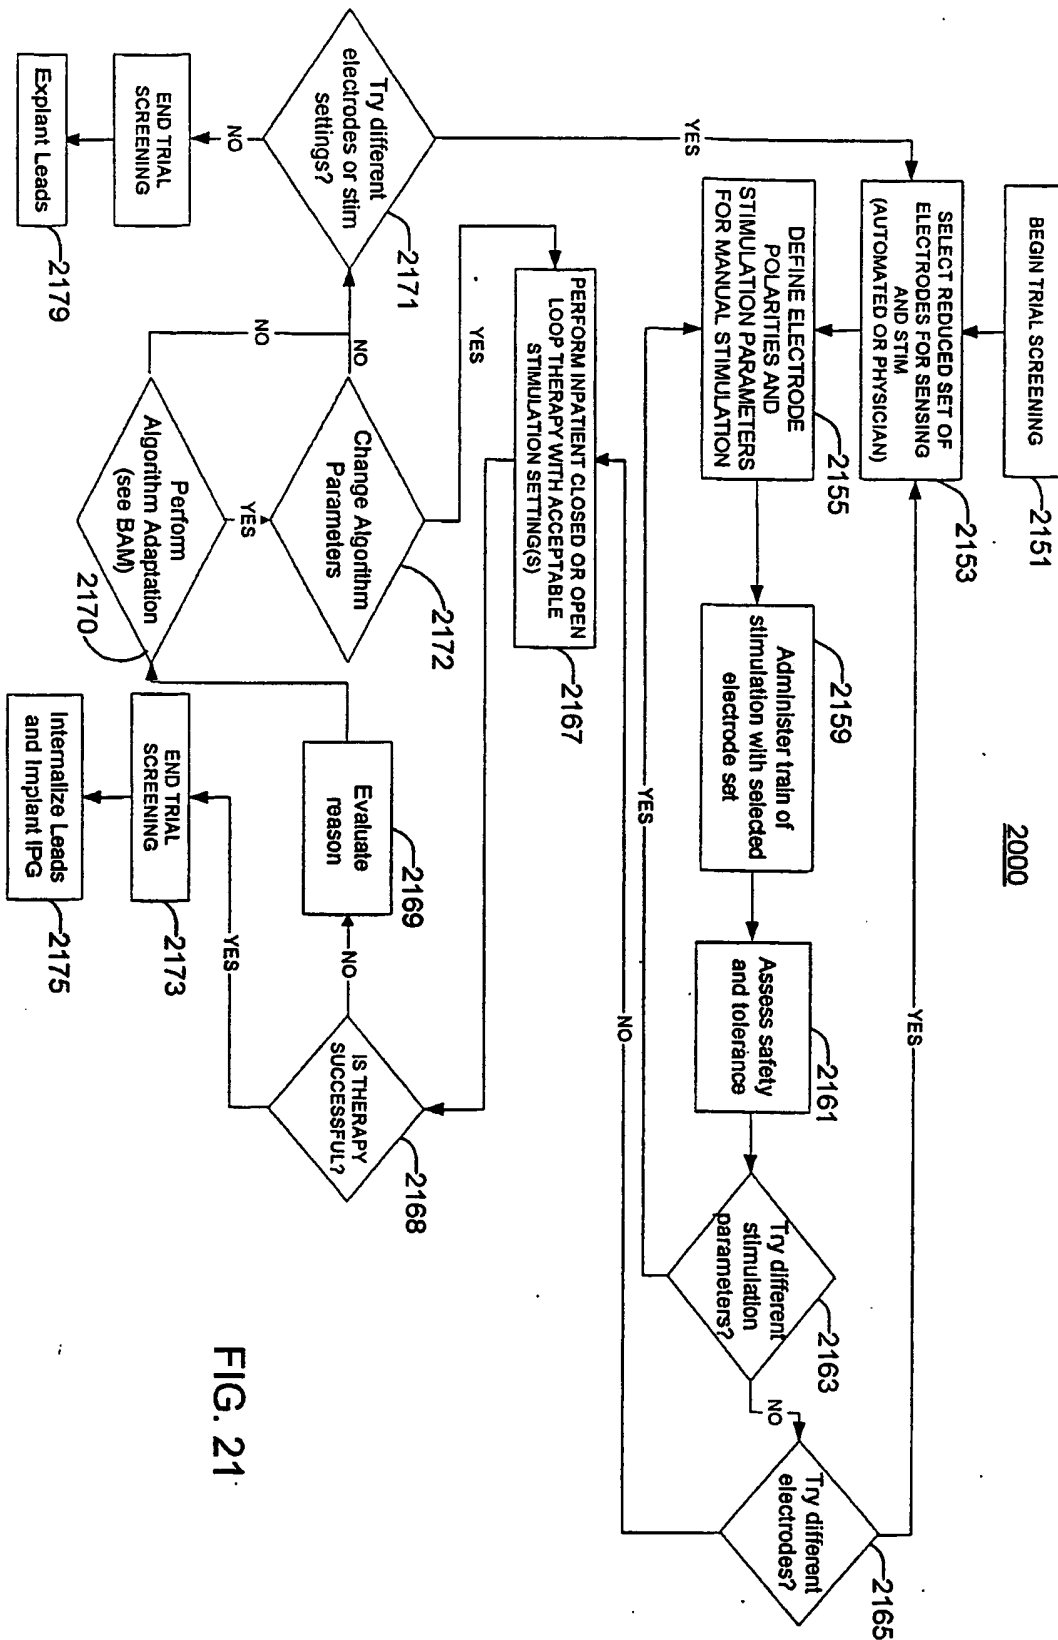 2000
BEGIN TRIAL SCREENING
2151
SELECT REDUCED SET OF
ELECTRODES FOR SENSING
AND STIM
(AUTOMATED OR PHYSICIAN)
2153
YES
YES
DEFINE ELECTRODE
POLARITIES AND
STIMULATION PARAMETERS
FOR MANUAL STIMULATION
2155
Administer train of
stimulation with selected
electrode set
2159
Assess safety
and tolerance
2161
Try different
stimulation
parameters?
2163
NO
Try different
electrodes?
2165
YES
NO
PERFORM INPATIENT CLOSED OR OPEN
LOOP THERAPY WITH ACCEPTABLE
STIMULATION SETTING(S)
2167
YES
IS THERAPY
SUCCESSFUL?
2168
NO
Evaluate
reason
2169
YES
END TRIAL
SCREENING
2173
Internalize Leads
and Implant IPG
2175
Change Algorithm
Parameters
2172
NO
YES
Perform
Algorithm Adaptation
(see BAM)
2170
NO
Try different
electrodes or stim
settings?
2171
NO
END TRIAL
SCREENING
Explant Leads
2179
FIG. 21